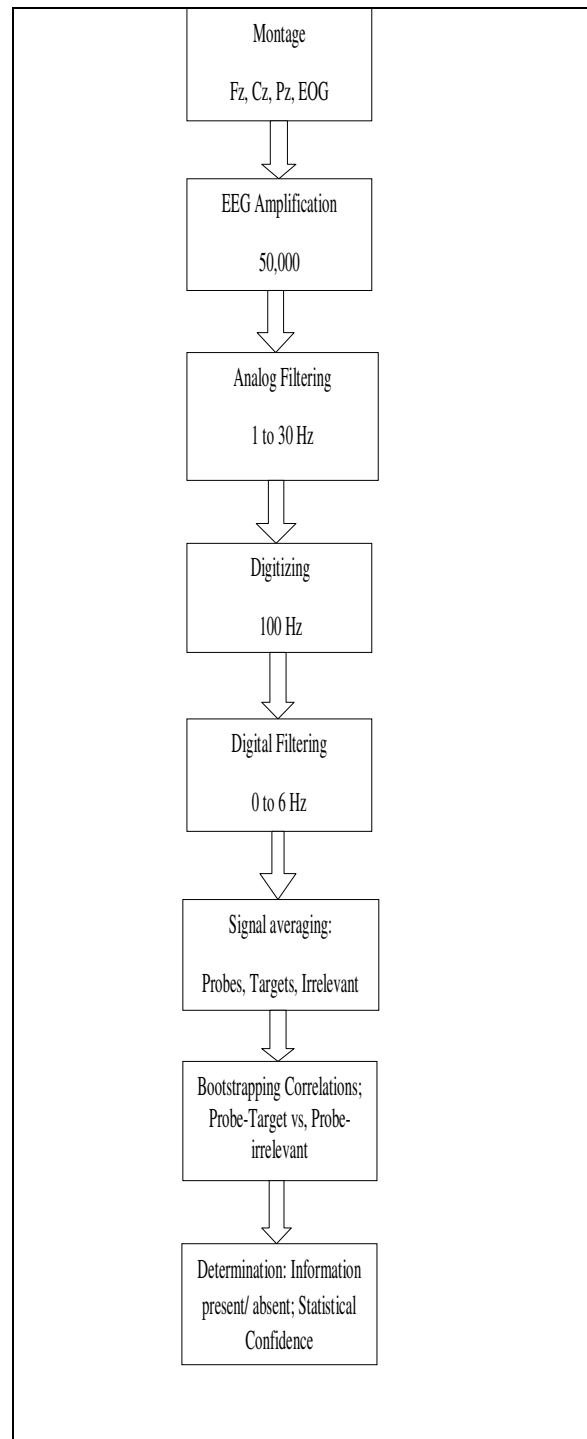 Montage
Fz, Cz, Pz, EOG
EEG Amplification
50,000
Analog Filtering
1 to 30 Hz
Digitizing
100 Hz
Digital Filtering
0 to 6 Hz
Signal averaging:
Probes, Targets, Irrelevant
Bootstrapping Correlations;
Probe-Target vs, Probe-
irrelevant
Determination: Information
present/ absent; Statistical
Confidence